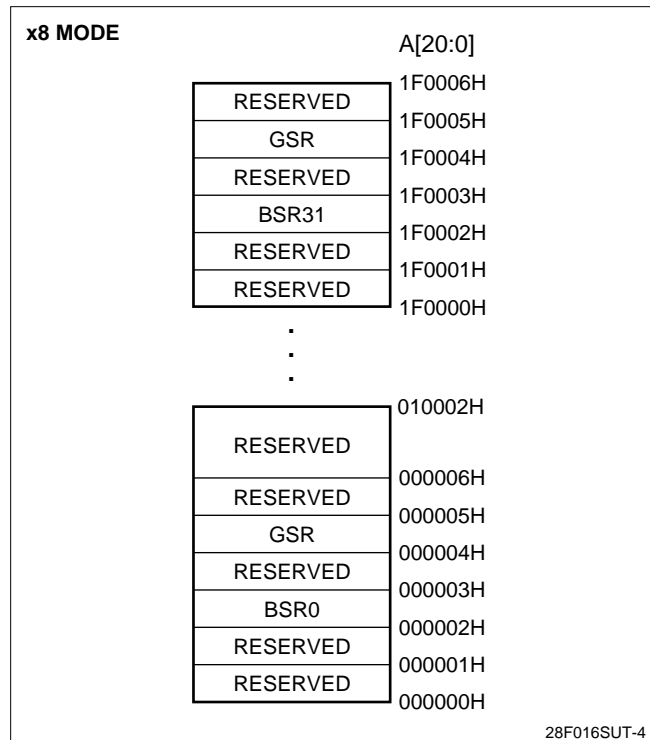 x8 MODE
A[20:0]
1F0006H
RESERVED
1F0005H
GSR
1F0004H
RESERVED
1F0003H
BSR31
1F0002H
RESERVED
1F0001H
RESERVED
1F0000H
.
.
.
010002H
RESERVED
000006H
RESERVED
000005H
GSR
000004H
RESERVED
000003H
BSR0
000002H
RESERVED
000001H
RESERVED
000000H
28F016SUT-4